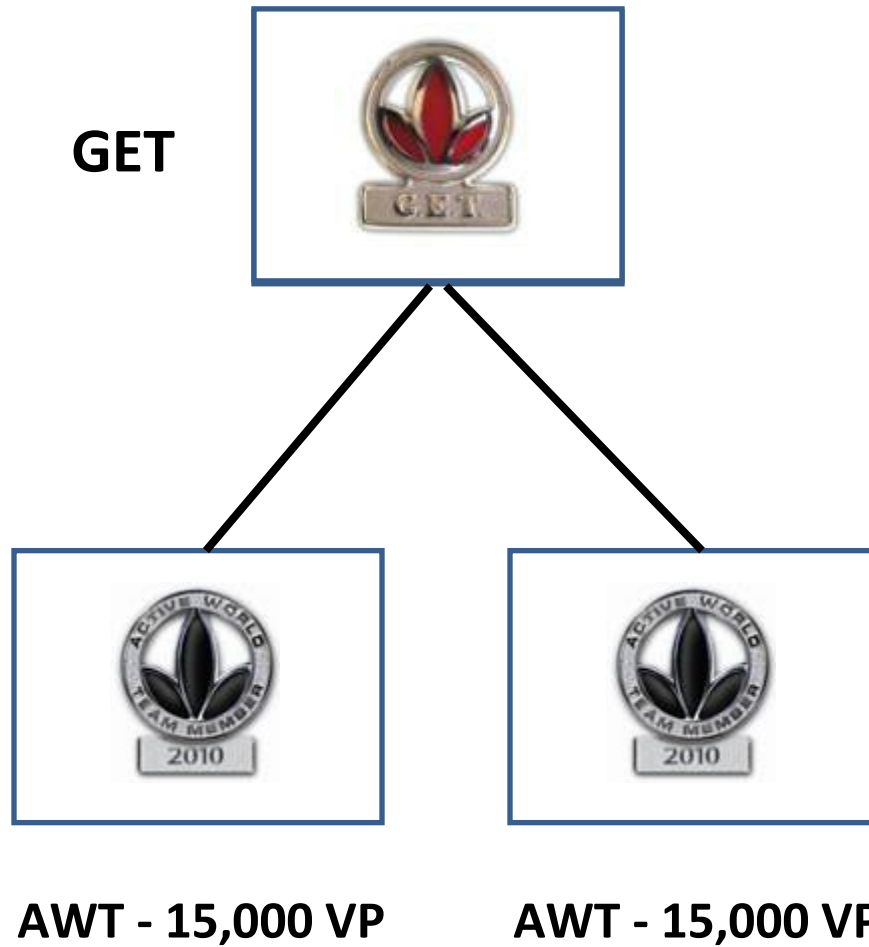 GET
GET
ACTIVE WORLD
TEAM MEMBER
2010
ACTIVE WORLD
TEAM MEMBER
2010
AWT - 15,000 VP
AWT - 15,000 VP